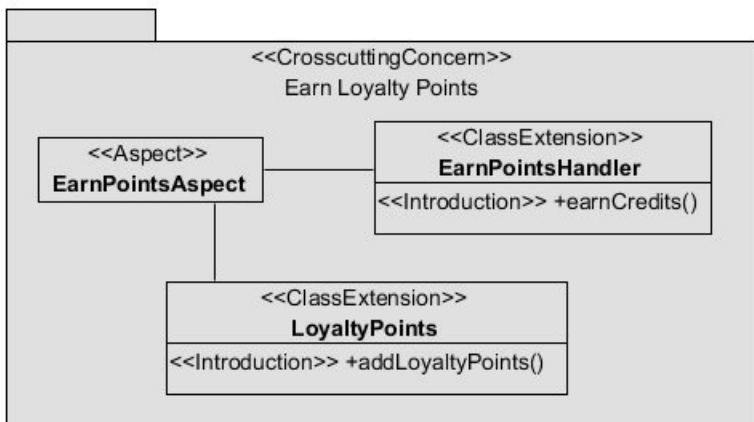 <<CrosscuttingConcern>>
Earn Loyalty Points
<<Aspect>>
EarnPointsAspect
<<ClassExtension>>
EarnPointsHandler
<<Introduction>> +earnCredits()
<<ClassExtension>>
LoyaltyPoints
<<Introduction>> +addLoyaltyPoints()